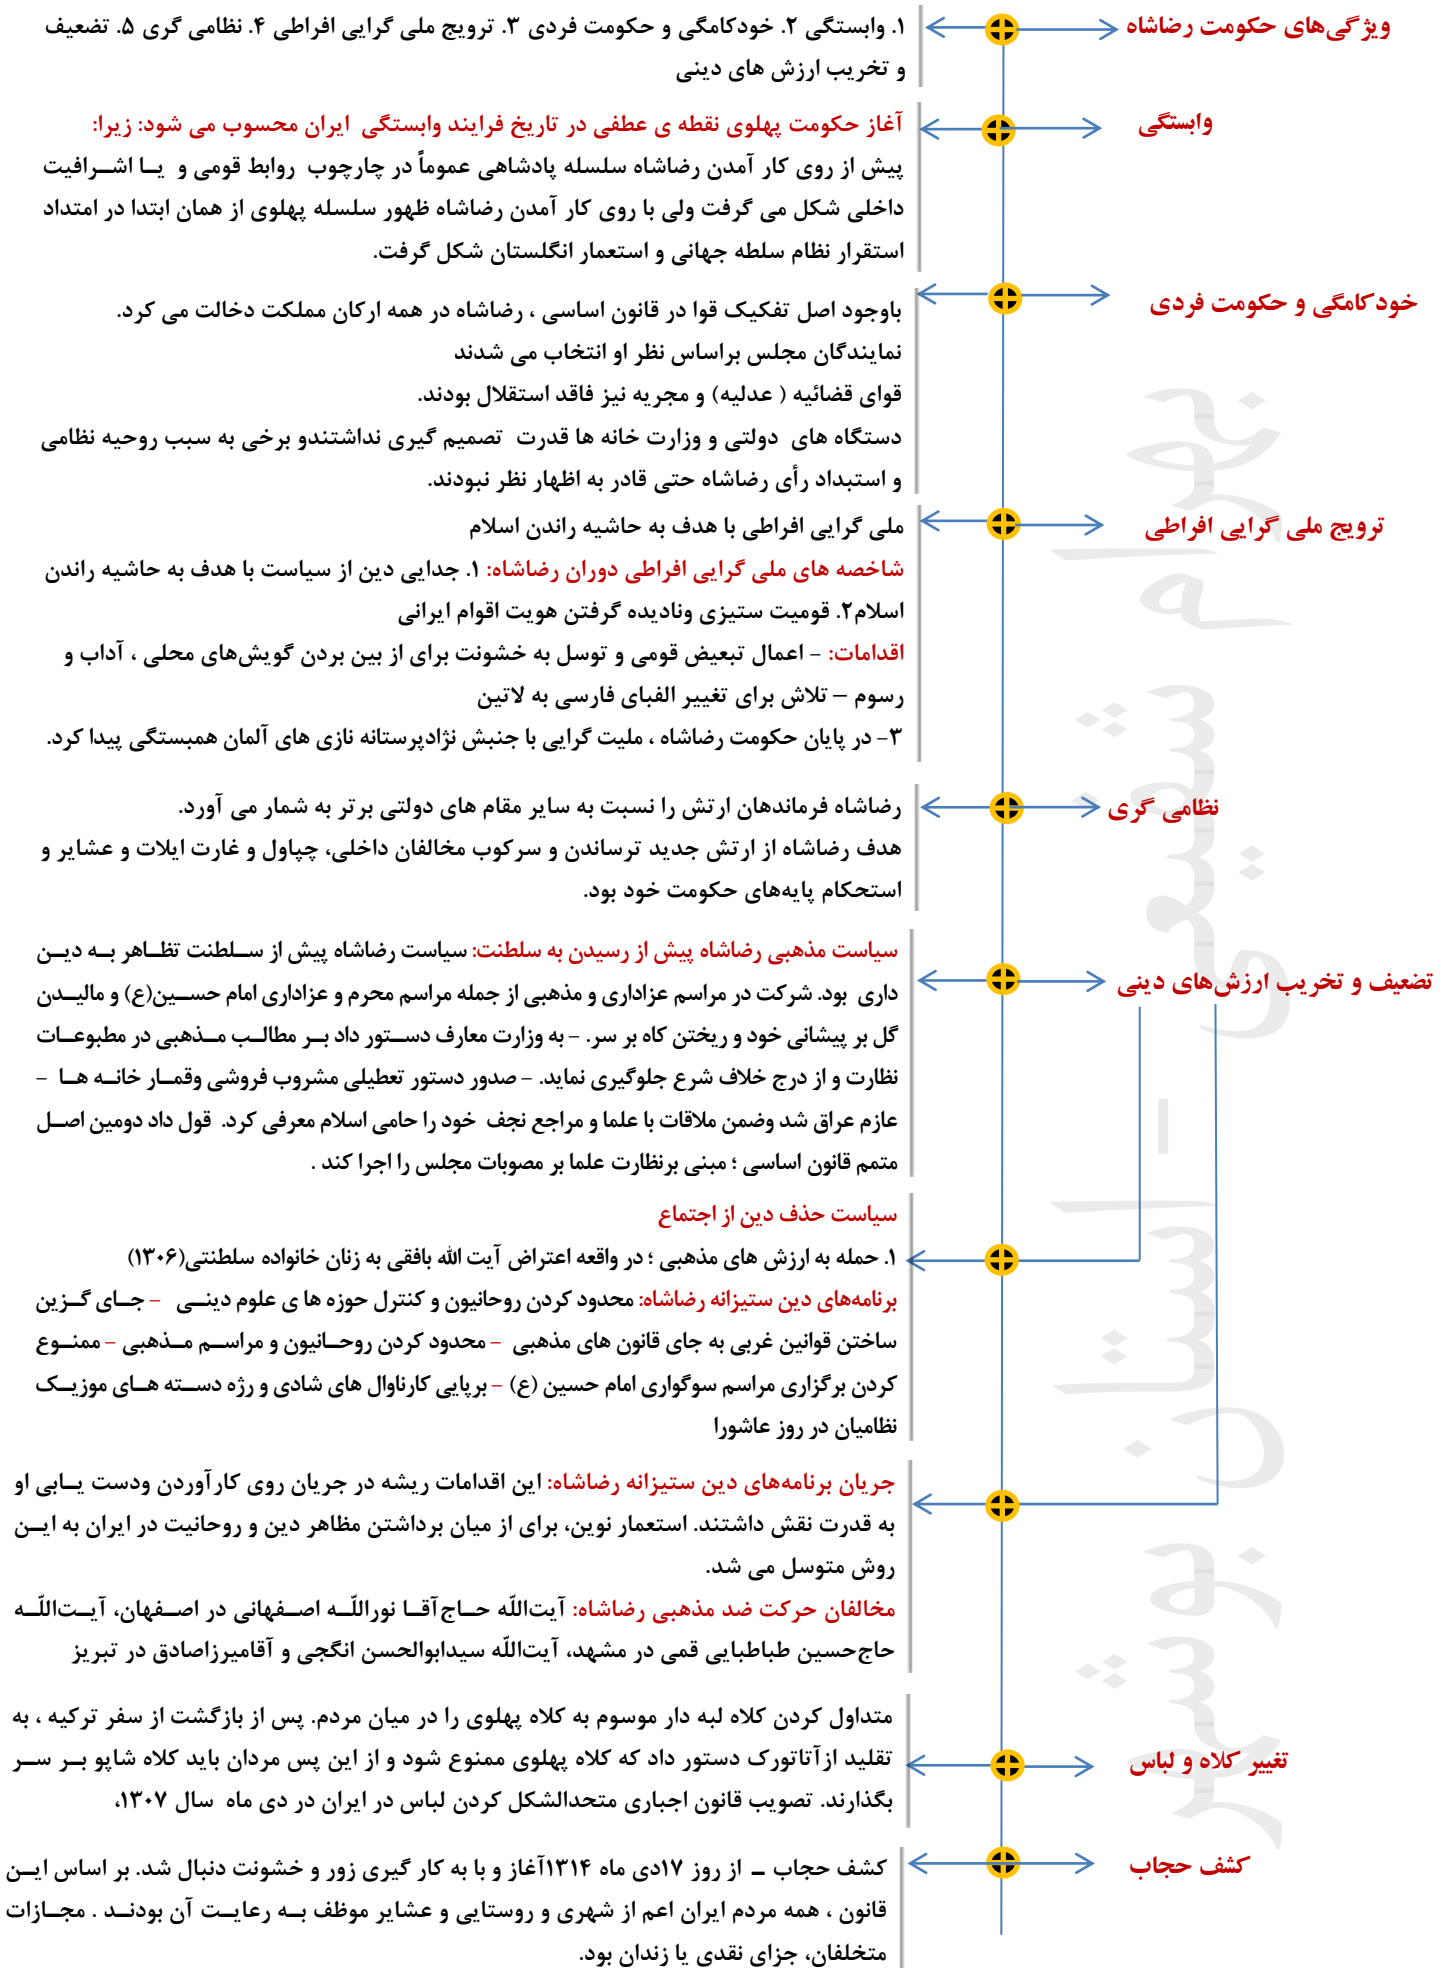 ویژگی‌های حکومت رضاشاه
۱. وابستگی ۲. خودکامگی و حکومت فردی ۳. ترویج ملی گرایی افراطی ۴. نظامی گری ۵. تضعیف
و تخریب ارزش های دینی
وابستگی
آغاز حکومت پهلوی نقطه ی عطفی در تاریخ فرایند وابستگی ایران محسوب می شود: زیرا:
پیش از روی کار آمدن رضاشاه سلسله پادشاهی عموماً در چارچوب روابط قومی و یا اشرافیت
داخلی شکل می گرفت ولی با روی کار آمدن رضاشاه ظهور سلسله پهلوی از همان ابتدا در امتداد
استقرار نظام سلطه جهانی و استعمار انگلستان شکل گرفت.
خودکامگی و حکومت فردی
باوجود اصل تفکیک قوا در قانون اساسی ، رضاشاه در همه ارکان مملکت دخالت می کرد.
نمایندگان مجلس براساس نظر او انتخاب می شدند
قوای قضائیه ( عدلیه) و مجریه نیز فاقد استقلال بودند.
دستگاه های دولتی و وزارت خانه ها قدرت تصمیم گیری نداشتندو برخی به سبب روحیه نظامی
و استبداد رأی رضاشاه حتی قادر به اظهار نظر نبودند.
ترویج ملی گرایی افراطی
ملی گرایی افراطی با هدف به حاشیه راندن اسلام
شاخصه های ملی گرایی افراطی دوران رضاشاه: ۱. جدایی دین از سیاست با هدف به حاشیه راندن
اسلام۲. قومیت ستیزی ونادیده گرفتن هویت اقوام ایرانی
اقدامات: – اعمال تبعیض قومی و توسل به خشونت برای از بین بردن گویش‌های محلی ، آداب و
رسوم – تلاش برای تغییر الفبای فارسی به لاتین
۳- در پایان حکومت رضاشاه ، ملیت گرایی با جنبش نژادپرستانه نازی های آلمان همبستگی پیدا کرد.
نظامی گری
رضاشاه فرماندهان ارتش را نسبت به سایر مقام های دولتی برتر به شمار می آورد.
هدف رضاشاه از ارتش جدید ترساندن و سرکوب مخالفان داخلی، چپاول و غارت ایلات و عشایر و
استحکام پایه‌های حکومت خود بود.
تضعیف و تخریب ارزش‌های دینی
سیاست مذهبی رضاشاه پیش از رسیدن به سلطنت: سیاست رضاشاه پیش از سلطنت تظاهر به دین
داری بود. شرکت در مراسم عزاداری و مذهبی از جمله مراسم محرم و عزاداری امام حسین(ع) و مالیدن
گل بر پیشانی خود و ریختن کاه بر سر. – به وزارت معارف دستور داد بر مطالب مذهبی در مطبوعات
نظارت و از درج خلاف شرع جلوگیری نماید. – صدور دستور تعطیلی مشروب فروشی وقمار خانه ها –
عازم عراق شد وضمن ملاقات با علما و مراجع نجف خود را حامی اسلام معرفی کرد. قول داد دومین اصل
متمم قانون اساسی ؛ مبنی برنظارت علما بر مصوبات مجلس را اجرا کند .
سیاست حذف دین از اجتماع
۱. حمله به ارزش های مذهبی ؛ در واقعه اعتراض آیت الله بافقی به زنان خانواده سلطنتی(۱۳۰۶)
برنامه‌های دین ستیزانه رضاشاه: محدود کردن روحانیون و کنترل حوزه ها ی علوم دینی – جای گزین
ساختن قوانین غربی به جای قانون های مذهبی – محدود کردن روحانیون و مراسم مذهبی – ممنوع
کردن برگزاری مراسم سوگواری امام حسین (ع) – برپایی کارناوال های شادی و رژه دسته های موزیک
نظامیان در روز عاشورا
جریان برنامه‌های دین ستیزانه رضاشاه: این اقدامات ریشه در جریان روی کارآوردن ودست یابی او
به قدرت نقش داشتند. استعمار نوین، برای از میان برداشتن مظاهر دین و روحانیت در ایران به این
روش متوسل می شد.
مخالفان حرکت ضد مذهبی رضاشاه: آیت‌اللّه حاج‌آقا نوراللّه اصفهانی در اصفهان، آیت‌اللّه
حاج‌حسین طباطبایی قمی در مشهد، آیت‌اللّه سیدابوالحسن انگجی و آقامیرزاصادق در تبریز
تغییر کلاه و لباس
متداول کردن کلاه لبه دار موسوم به کلاه پهلوی را در میان مردم. پس از بازگشت از سفر ترکیه ، به
تقلید ازآتاتورک دستور داد که کلاه پهلوی ممنوع شود و از این پس مردان باید کلاه شاپو بر سر
بگذارند. تصویب قانون اجباری متحدالشکل کردن لباس در ایران در دی ماه سال ۱۳۰۷،
کشف حجاب
کشف حجاب – از روز ۱۷دی ماه ۱۳۱۴آغاز و با به کار گیری زور و خشونت دنبال شد. بر اساس این
قانون ، همه مردم ایران اعم از شهری و روستایی و عشایر موظف به رعایت آن بودند . مجازات
متخلفان، جزای نقدی یا زندان بود.
بهرام شفیعی - استان بوشهر